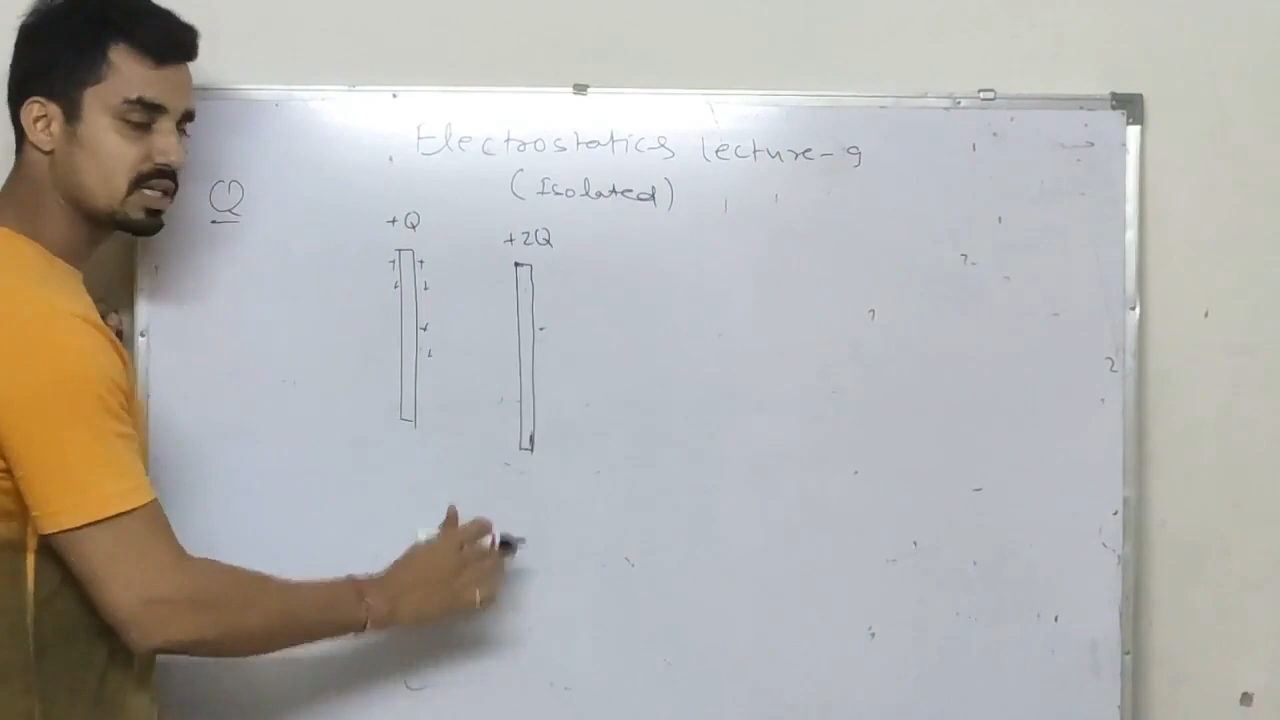 Electrostatics lecture-9
(Isolated)
Q
+Q
+2Q
+ +
+ +
+
+